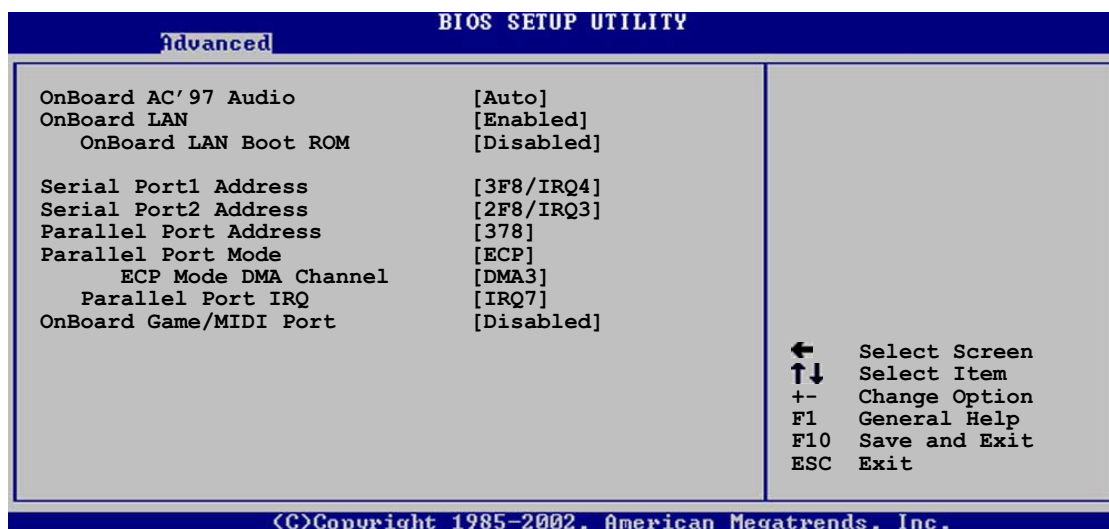 BIOS SETUP UTILITY
Advanced
OnBoard AC'97 Audio [Auto]
OnBoard LAN [Enabled]
OnBoard LAN Boot ROM [Disabled]
Serial Port1 Address [3F8/IRQ4]
Serial Port2 Address [2F8/IRQ3]
Parallel Port Address [378]
Parallel Port Mode [ECP]
ECP Mode DMA Channel [DMA3]
Parallel Port IRQ [IRQ7]
OnBoard Game/MIDI Port [Disabled]
← Select Screen
↑↓ Select Item
+- Change Option
F1 General Help
F10 Save and Exit
ESC Exit
(C)Copyright 1985-2002, American Megatrends, Inc.